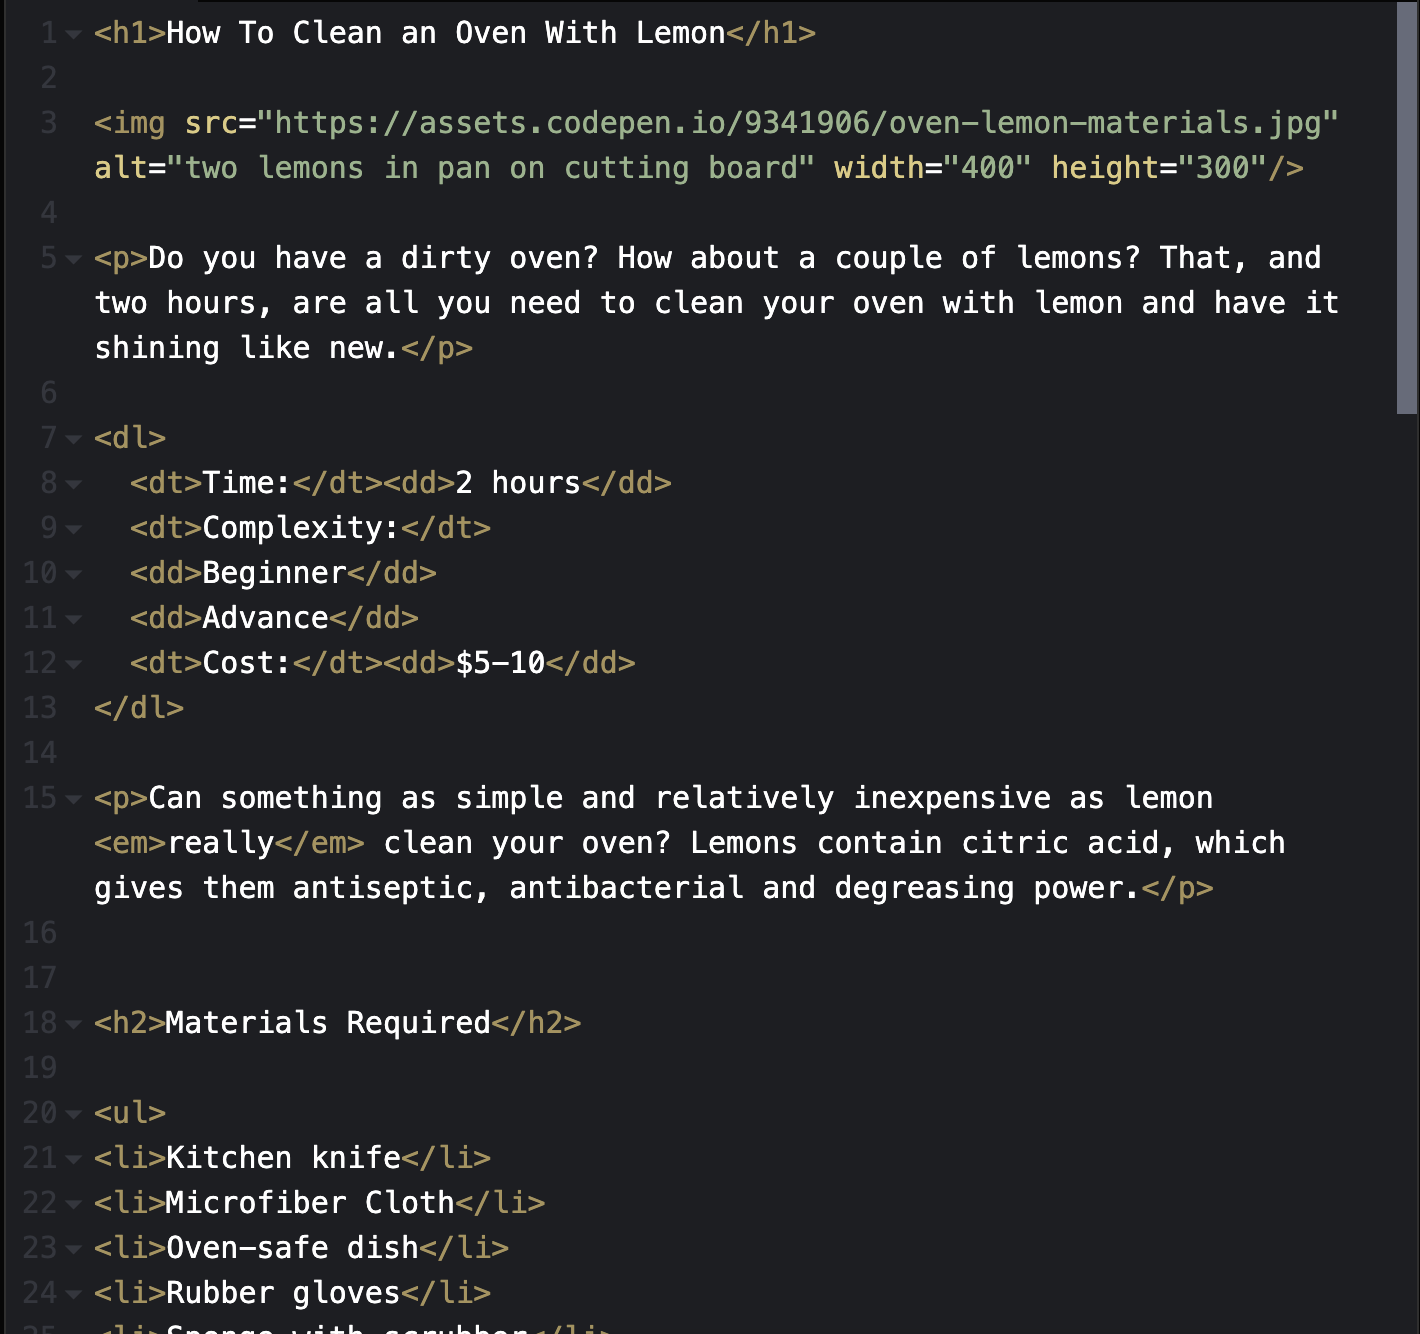 1 <h1>How To Clean an Oven With Lemon</h1>
2
3 <img src="https://assets.codepen.io/9341906/oven-lemon-materials.jpg"
alt="two lemons in pan on cutting board" width="400" height="300"/>
4
5 <p>Do you have a dirty oven? How about a couple of lemons? That, and
two hours, are all you need to clean your oven with lemon and have it
shining like new.</p>
6
7 <dl>
8 <dt>Time:</dt><dd>2 hours</dd>
9 <dt>Complexity:</dt>
10 <dd>Beginner</dd>
11 <dd>Advance</dd>
12 <dt>Cost:</dt><dd>$5-10</dd>
13 </dl>
14
15 <p>Can something as simple and relatively inexpensive as lemon
<em>really</em> clean your oven? Lemons contain citric acid, which
gives them antiseptic, antibacterial and degreasing power.</p>
16
17
18 <h2>Materials Required</h2>
19
20 <ul>
21 <li>Kitchen knife</li>
22 <li>Microfiber Cloth</li>
23 <li>Oven-safe dish</li>
24 <li>Rubber gloves</li>
25 <li>Sponge with scrubber</li>